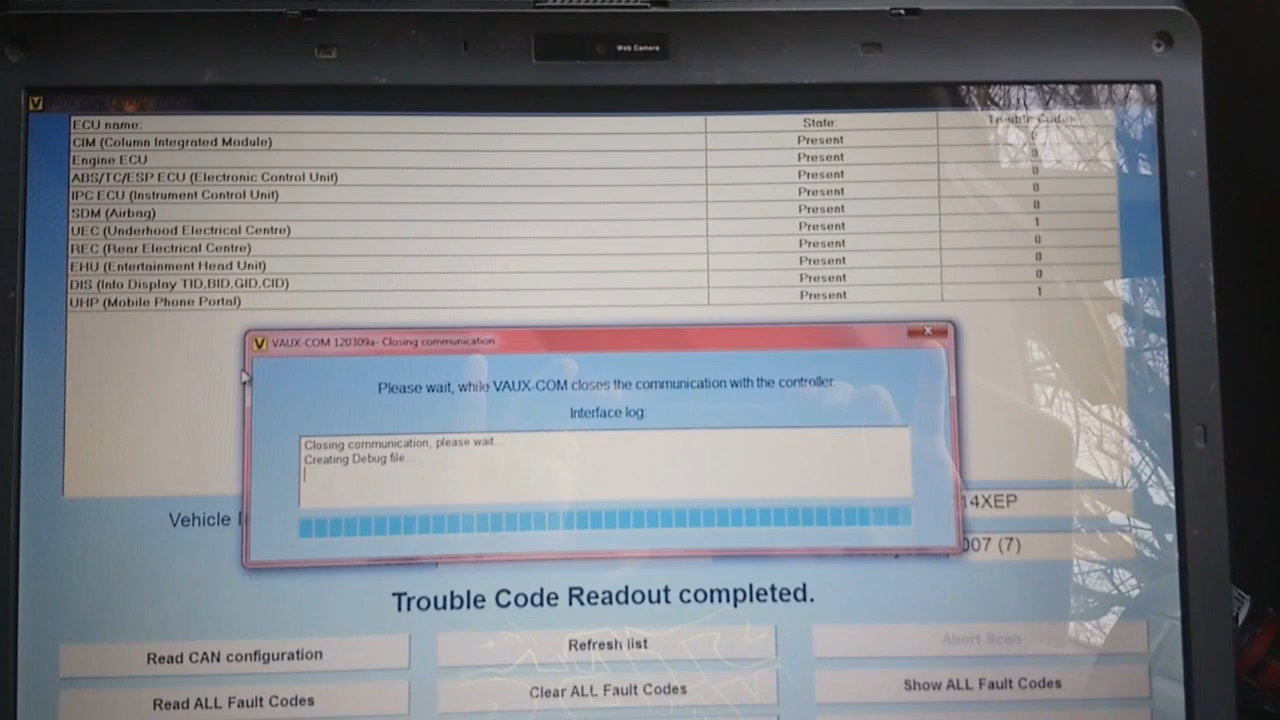 Web Camera
ECU name: State: Trouble Codes
CIM (Column Integrated Module) Present 0
Engine ECU Present 0
ABS/TC/ESP ECU (Electronic Control Unit) Present 0
IPC ECU (Instrument Control Unit) Present 0
SDM (Airbag) Present 0
UEC (Underhood Electrical Centre) Present 1
REC (Rear Electrical Centre) Present 0
EHU (Entertainment Head Unit) Present 0
DIS (Info Display TID,BID,GID,CID) Present 0
UHP (Mobile Phone Portal) Present 1
VAUX-COM 120309a- Closing communication
Please wait, while VAUX-COM closes the communication with the controller.
Interface log:
Closing communication, please wait...
Creating Debug file...
Vehicle 14XEP
007 (7)
Trouble Code Readout completed.
Read CAN configuration Refresh list Abort Scan
Read ALL Fault Codes Clear ALL Fault Codes Show ALL Fault Codes